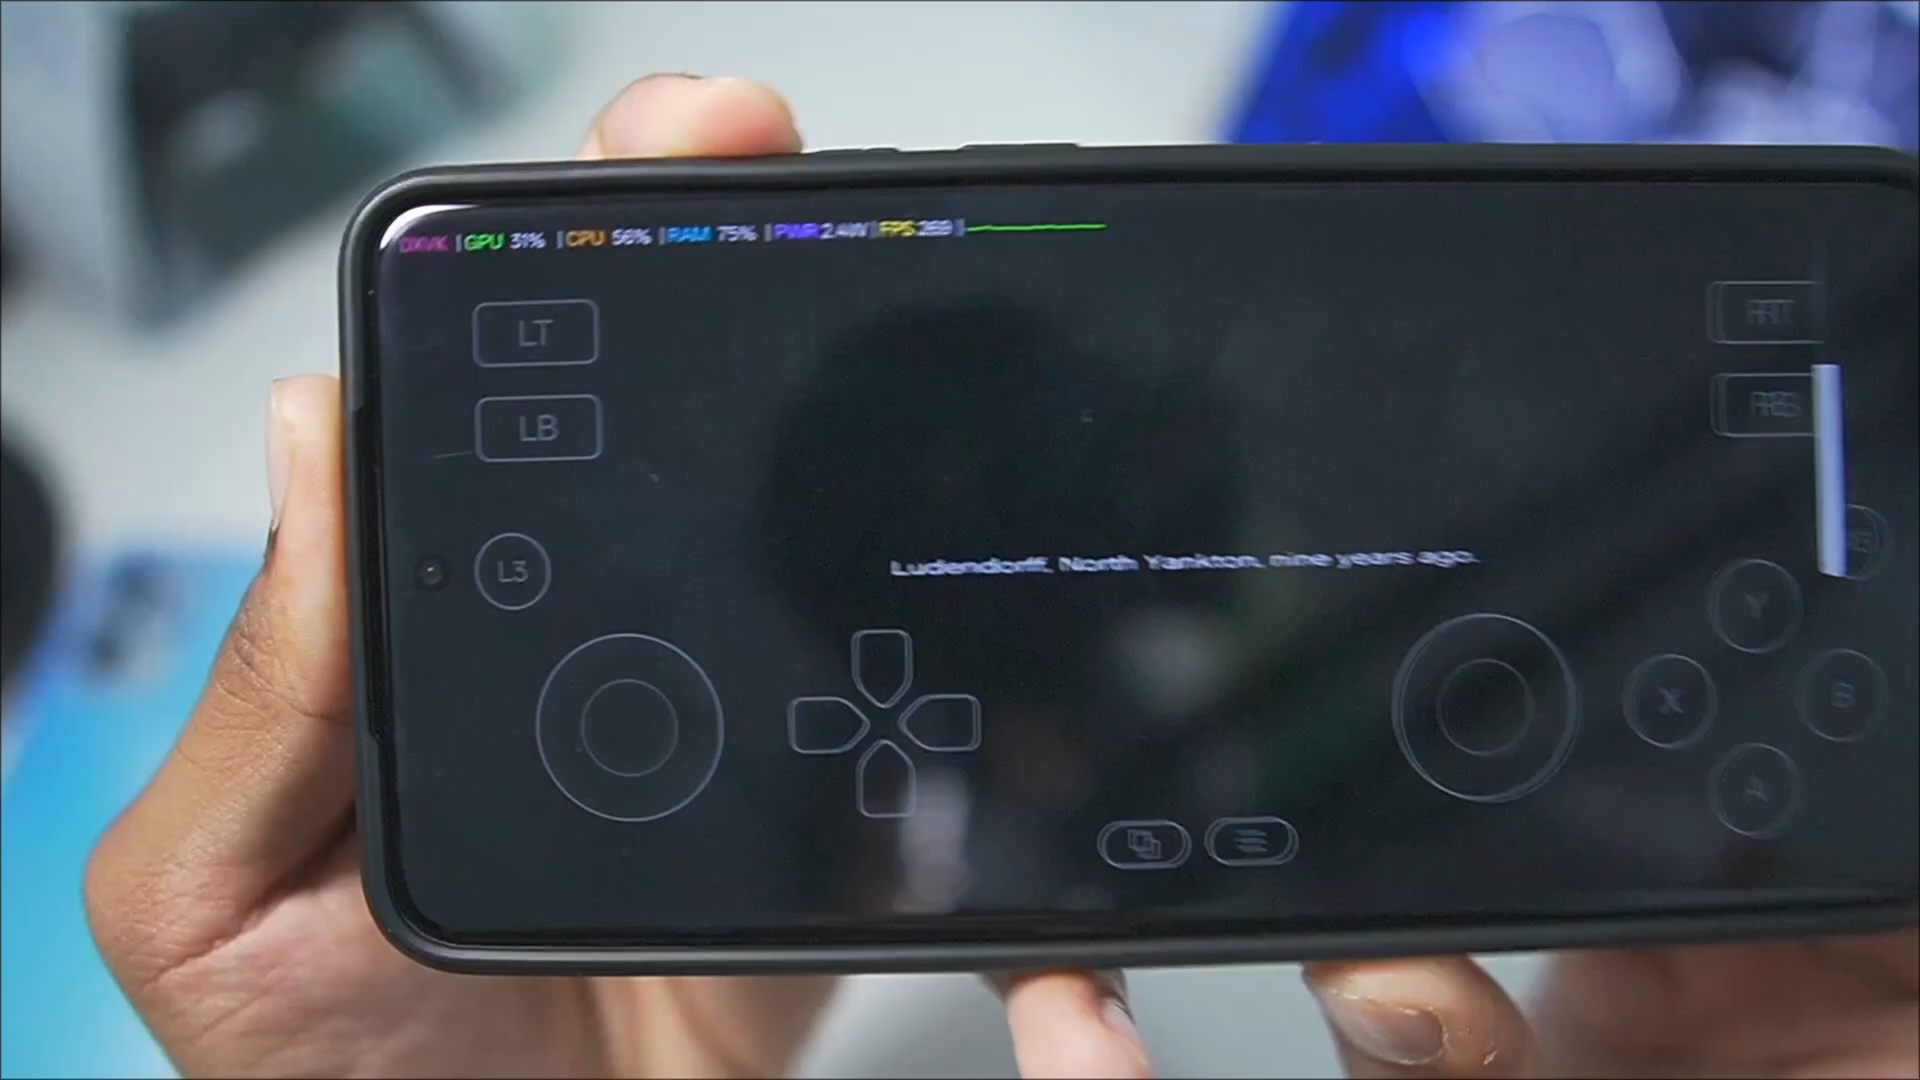 DXVK | GPU 31% | CPU 56% | RAM 75% | PWR 2.4W | FPS 269 |
LT
LB
L3
Ludendorff, North Yankton, nine years ago.
Y
X
B
A